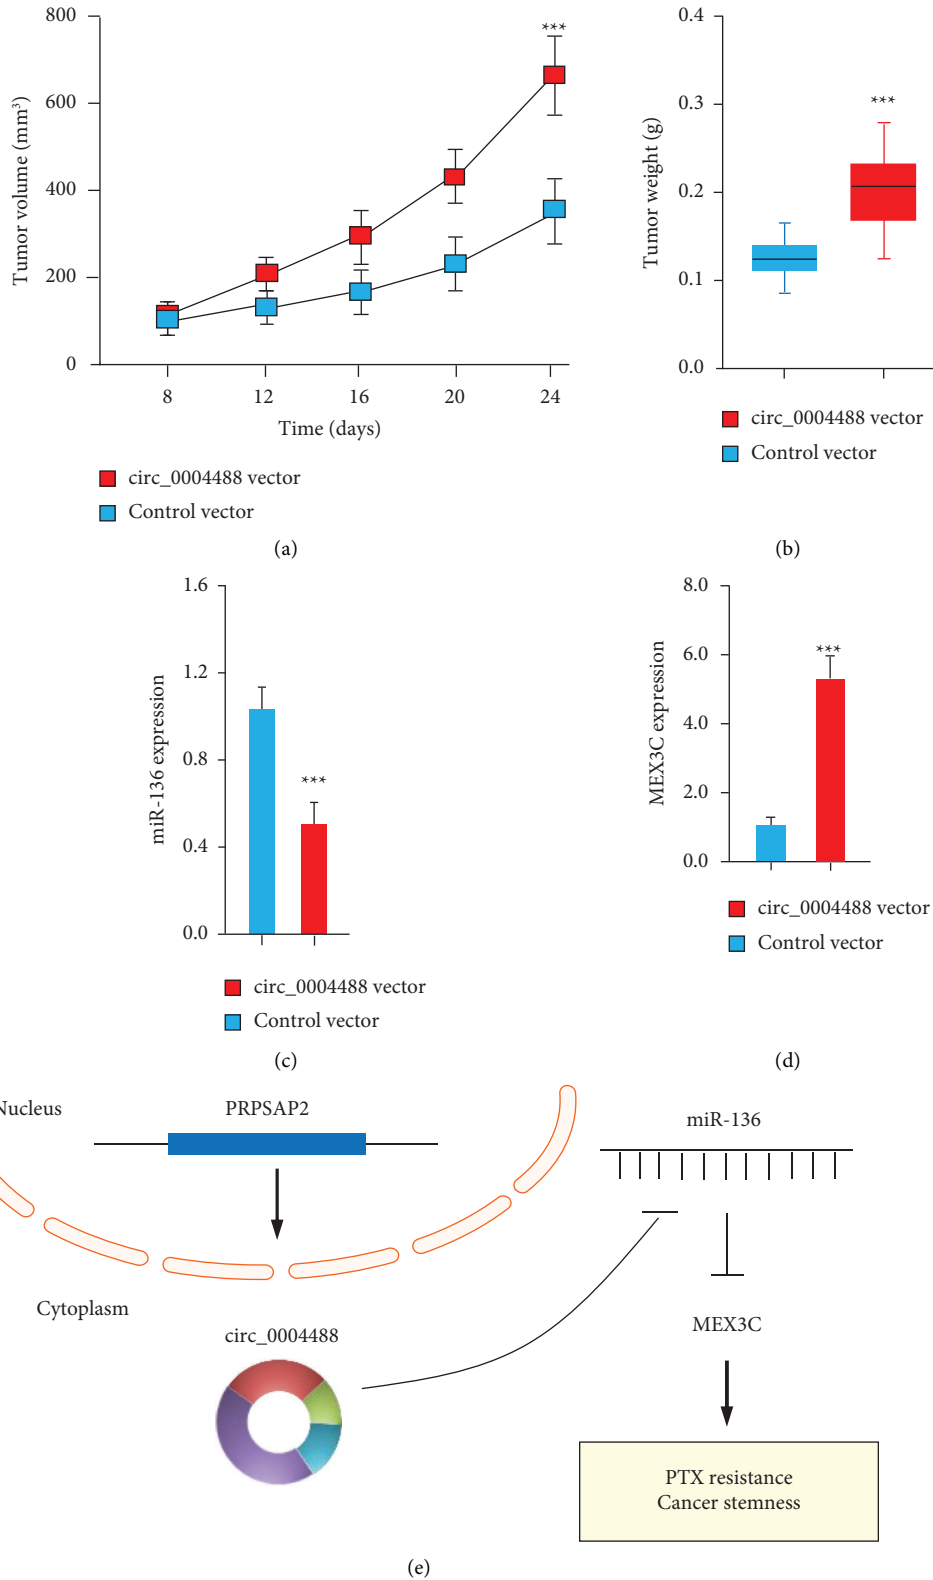 800
600
400
200
0
Tumor volume (mm³)
***
8 12 16 20 24
Time (days)
circ_0004488 vector
Control vector
(a)
0.4
0.3
0.2
0.1
0.0
Tumor weight (g)
***
circ_0004488 vector
Control vector
(b)
1.6
1.2
0.8
0.4
0.0
miR-136 expression
***
circ_0004488 vector
Control vector
(c)
8.0
6.0
4.0
2.0
0.0
MEX3C expression
***
circ_0004488 vector
Control vector
(d)
Nucleus
PRPSAP2
miR-136
Cytoplasm
circ_0004488
MEX3C
PTX resistance
Cancer stemness
(e)